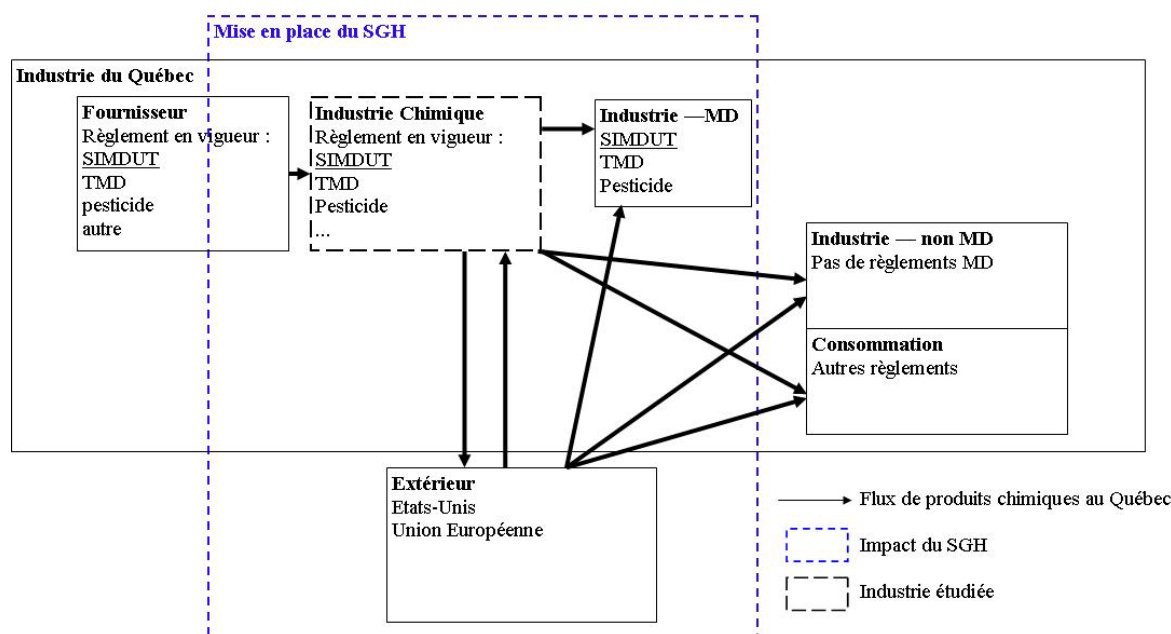 Mise en place du SGH
Industrie du Québec
Fournisseur
Règlement en vigueur :
SIMDUT
TMD
pesticide
autre
Industrie Chimique
Règlement en vigueur :
SIMDUT
TMD
Pesticide
...
Industrie —MD
SIMDUT
TMD
Pesticide
Industrie — non MD
Pas de règlements MD
Consommation
Autres règlements
Extérieur
Etats-Unis
Union Européenne
Flux de produits chimiques au Québec
Impact du SGH
Industrie étudiée